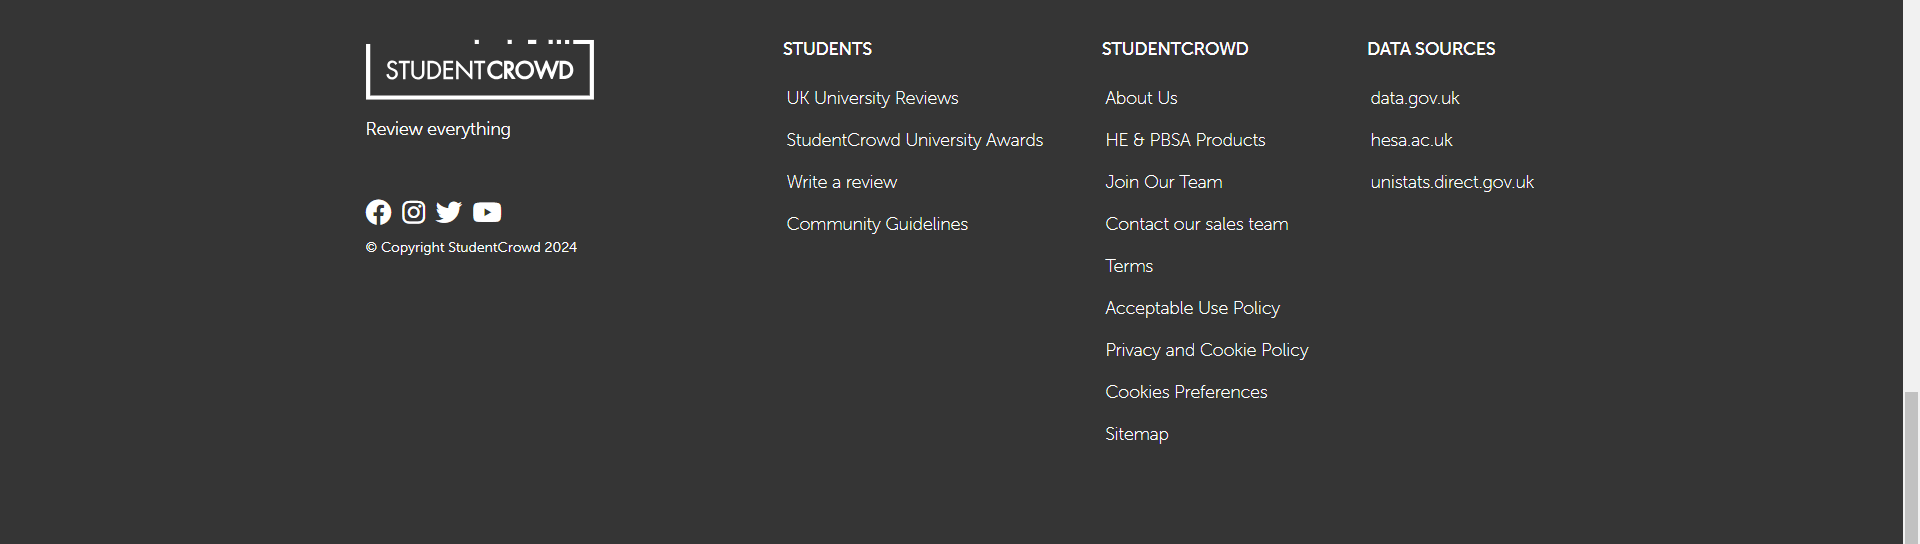 STUDENTCROWD
Review everything
© Copyright StudentCrowd 2024
STUDENTS
UK University Reviews
StudentCrowd University Awards
Write a review
Community Guidelines
STUDENTCROWD
About Us
HE & PBSA Products
Join Our Team
Contact our sales team
Terms
Acceptable Use Policy
Privacy and Cookie Policy
Cookies Preferences
Sitemap
DATA SOURCES
data.gov.uk
hesa.ac.uk
unistats.direct.gov.uk